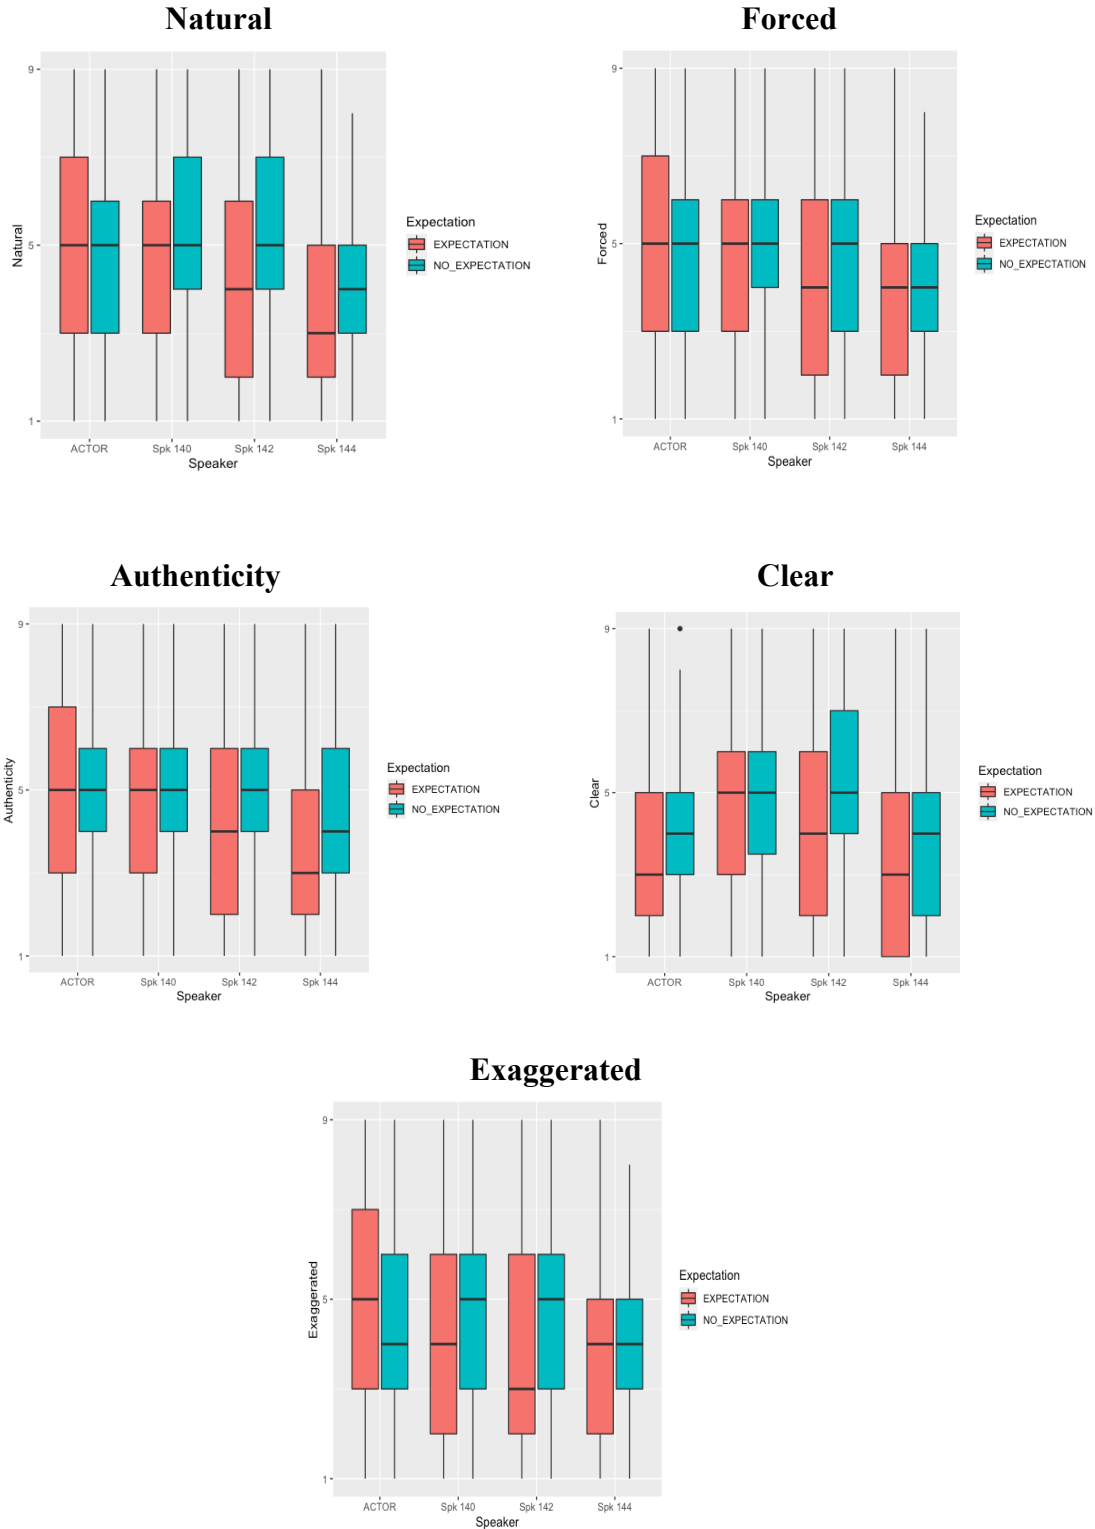 Natural
Forced
9
5
1
Natural
ACTOR
Spk 140
Spk 142
Spk 144
Speaker
Expectation
EXPECTATION
NO_EXPECTATION
9
5
1
Forced
ACTOR
Spk 140
Spk 142
Spk 144
Speaker
Expectation
EXPECTATION
NO_EXPECTATION
Authenticity
Clear
9
5
1
Authenticity
ACTOR
Spk 140
Spk 142
Spk 144
Speaker
Expectation
EXPECTATION
NO_EXPECTATION
9
5
1
Clear
ACTOR
Spk 140
Spk 142
Spk 144
Speaker
Expectation
EXPECTATION
NO_EXPECTATION
Exaggerated
9
5
1
Exaggerated
ACTOR
Spk 140
Spk 142
Spk 144
Speaker
Expectation
EXPECTATION
NO_EXPECTATION